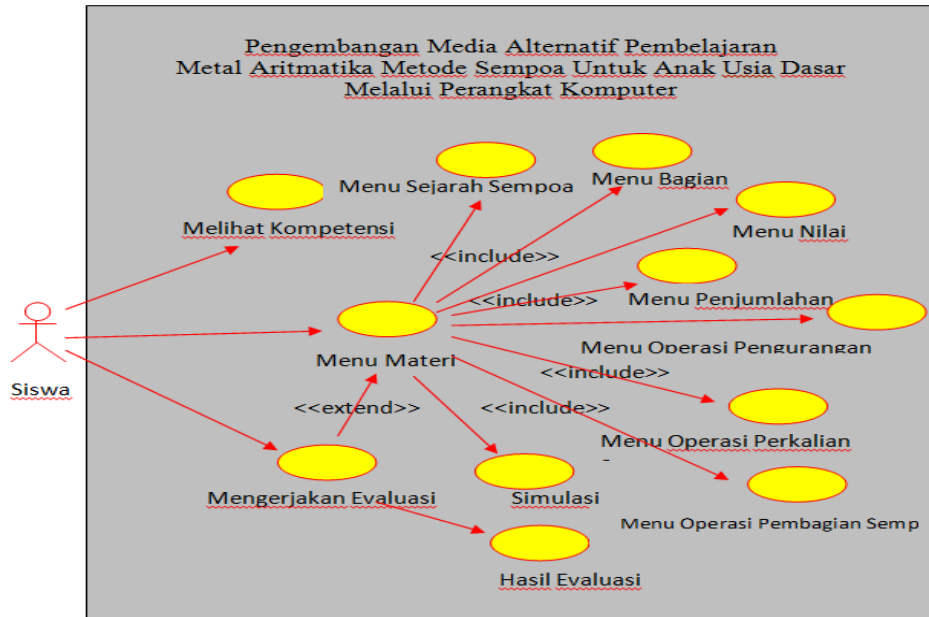 Pengembangan Media Alternatif Pembelajaran
Metal Aritmatika Metode Sempoa Untuk Anak Usia Dasar
Melalui Perangkat Komputer
Menu Sejarah Sempoa
Menu Bagian
Melihat Kompetensi
Menu Nilai
<<include>>
<<include>>
Menu Penjumlahan
Menu Operasi Pengurangan
Menu Materi
<<include>>
Siswa
<<extend>>
<<include>>
Menu Operasi Perkalian
Mengerjakan Evaluasi
Simulasi
Menu Operasi Pembagian Semp
Hasil Evaluasi